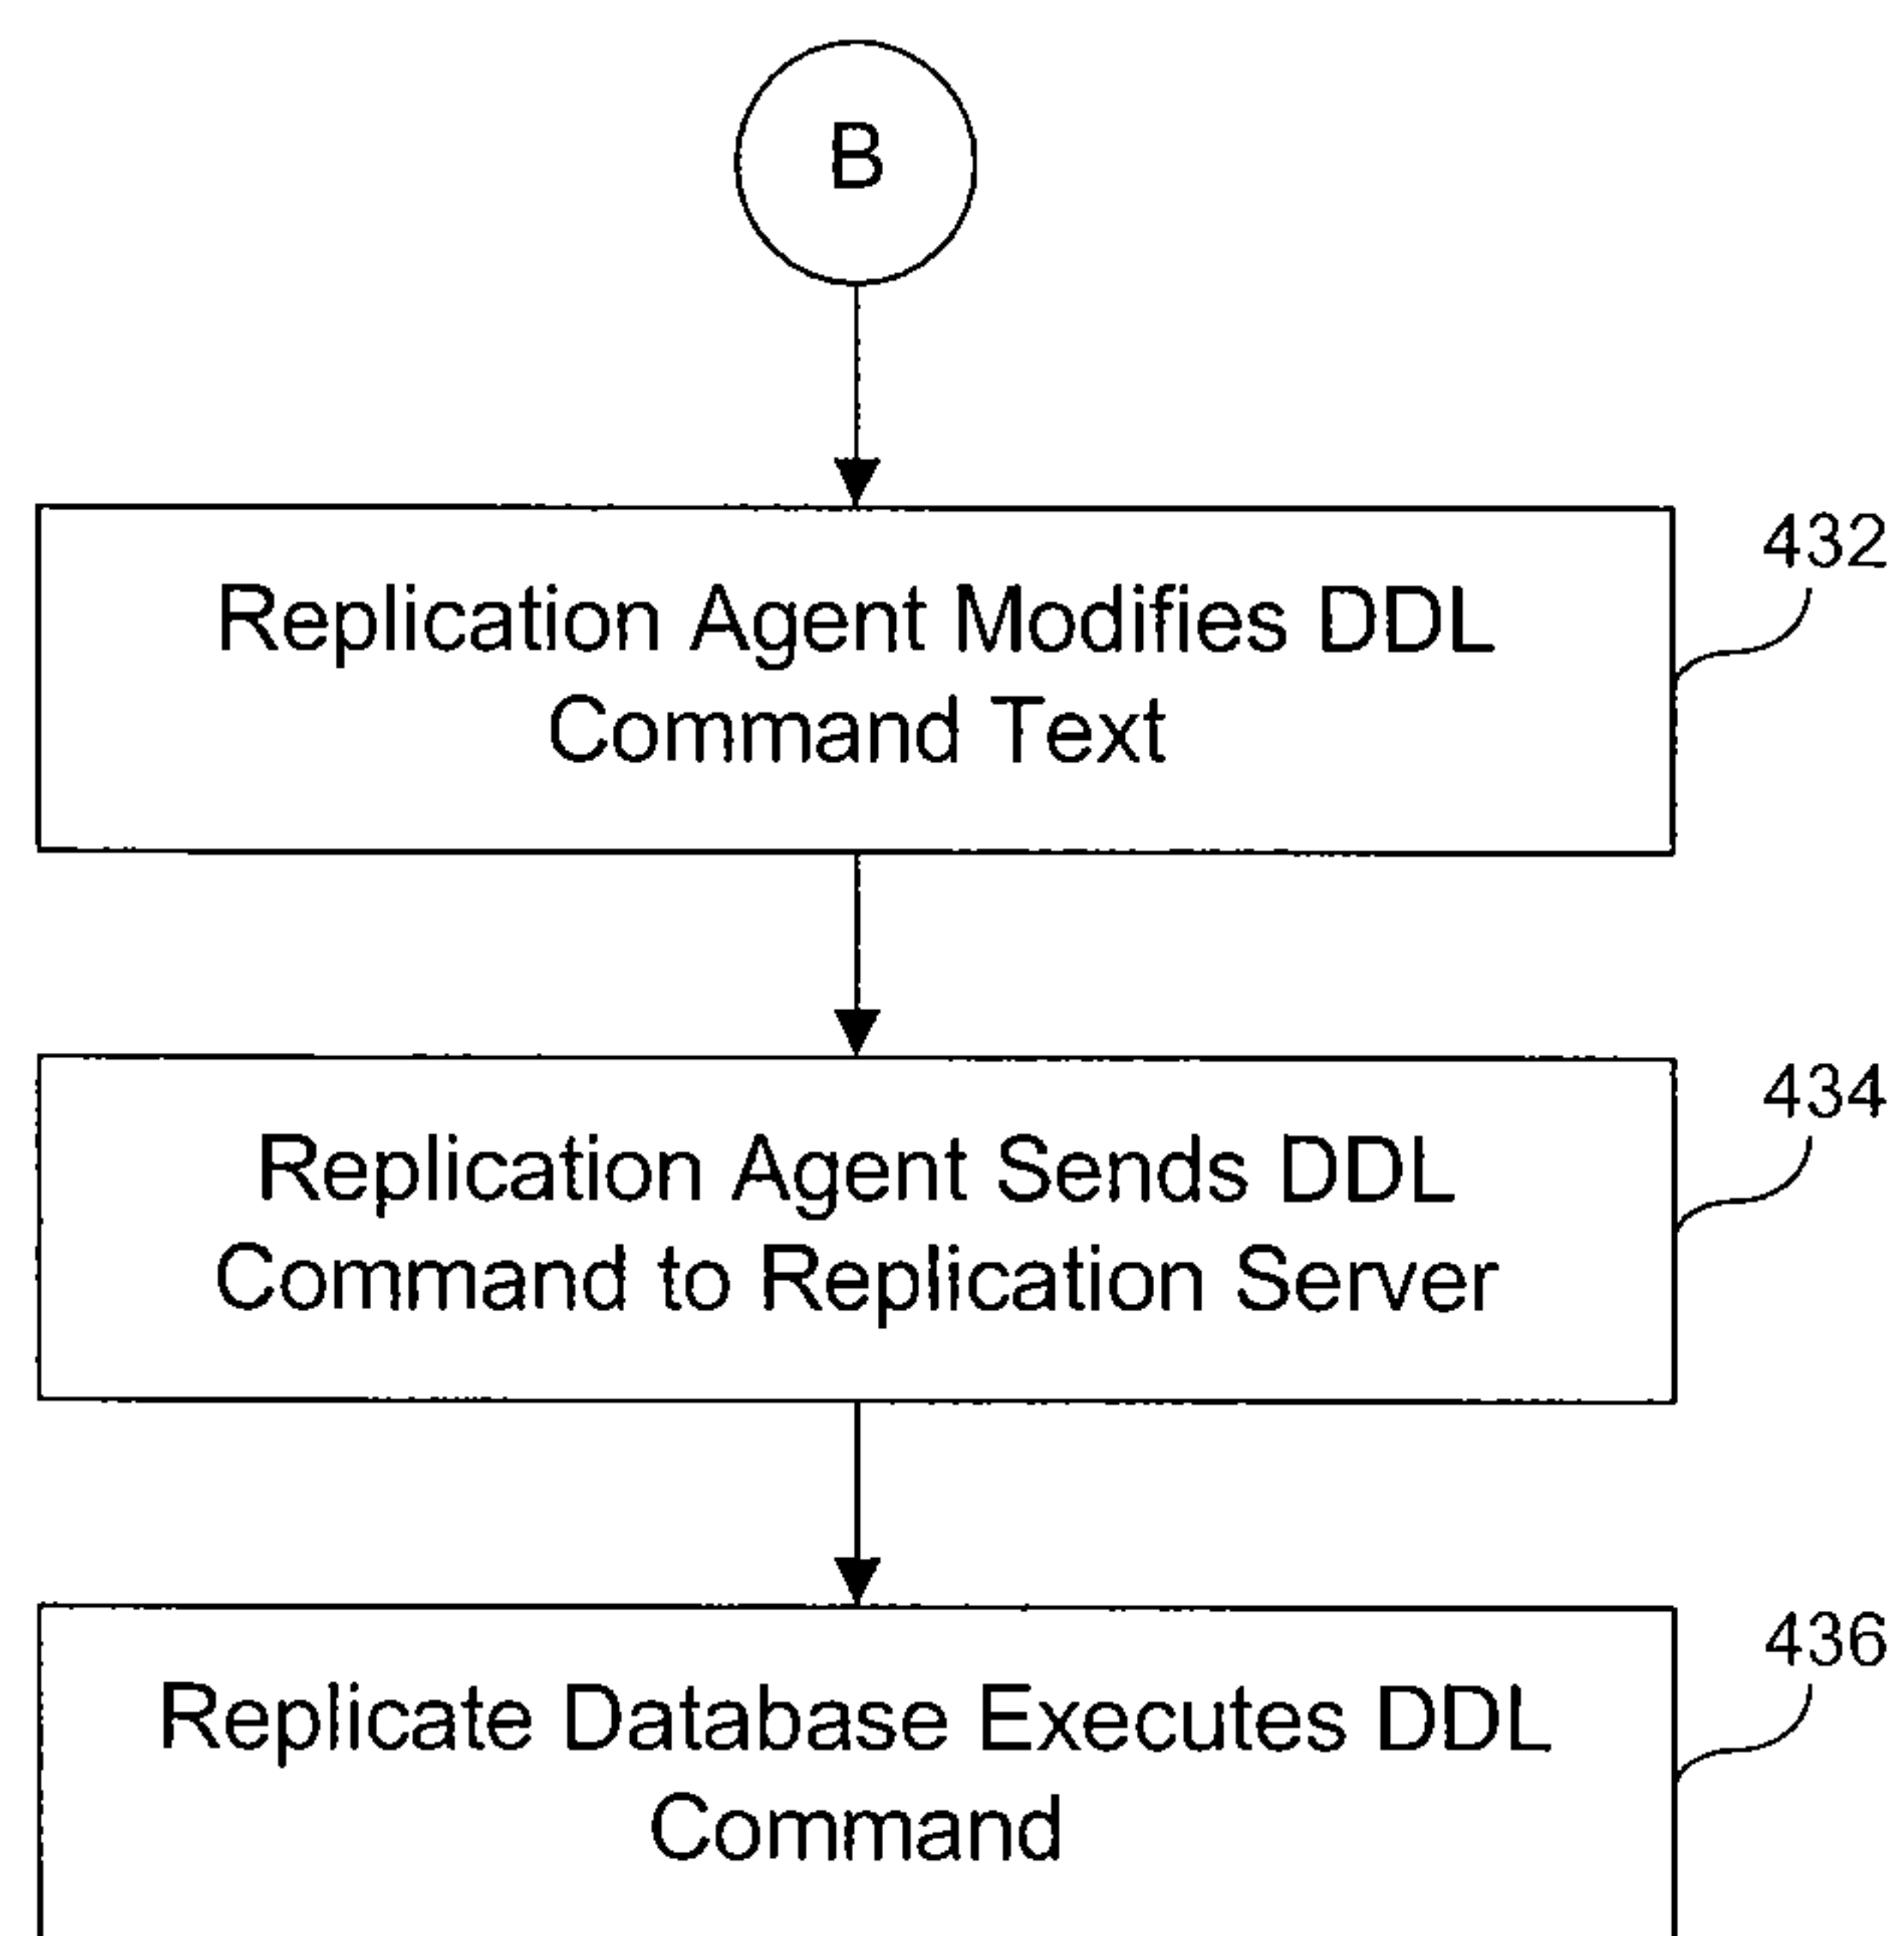 B
432
Replication Agent Modifies DDL
Command Text
434
Replication Agent Sends DDL
Command to Replication Server
436
Replicate Database Executes DDL
Command